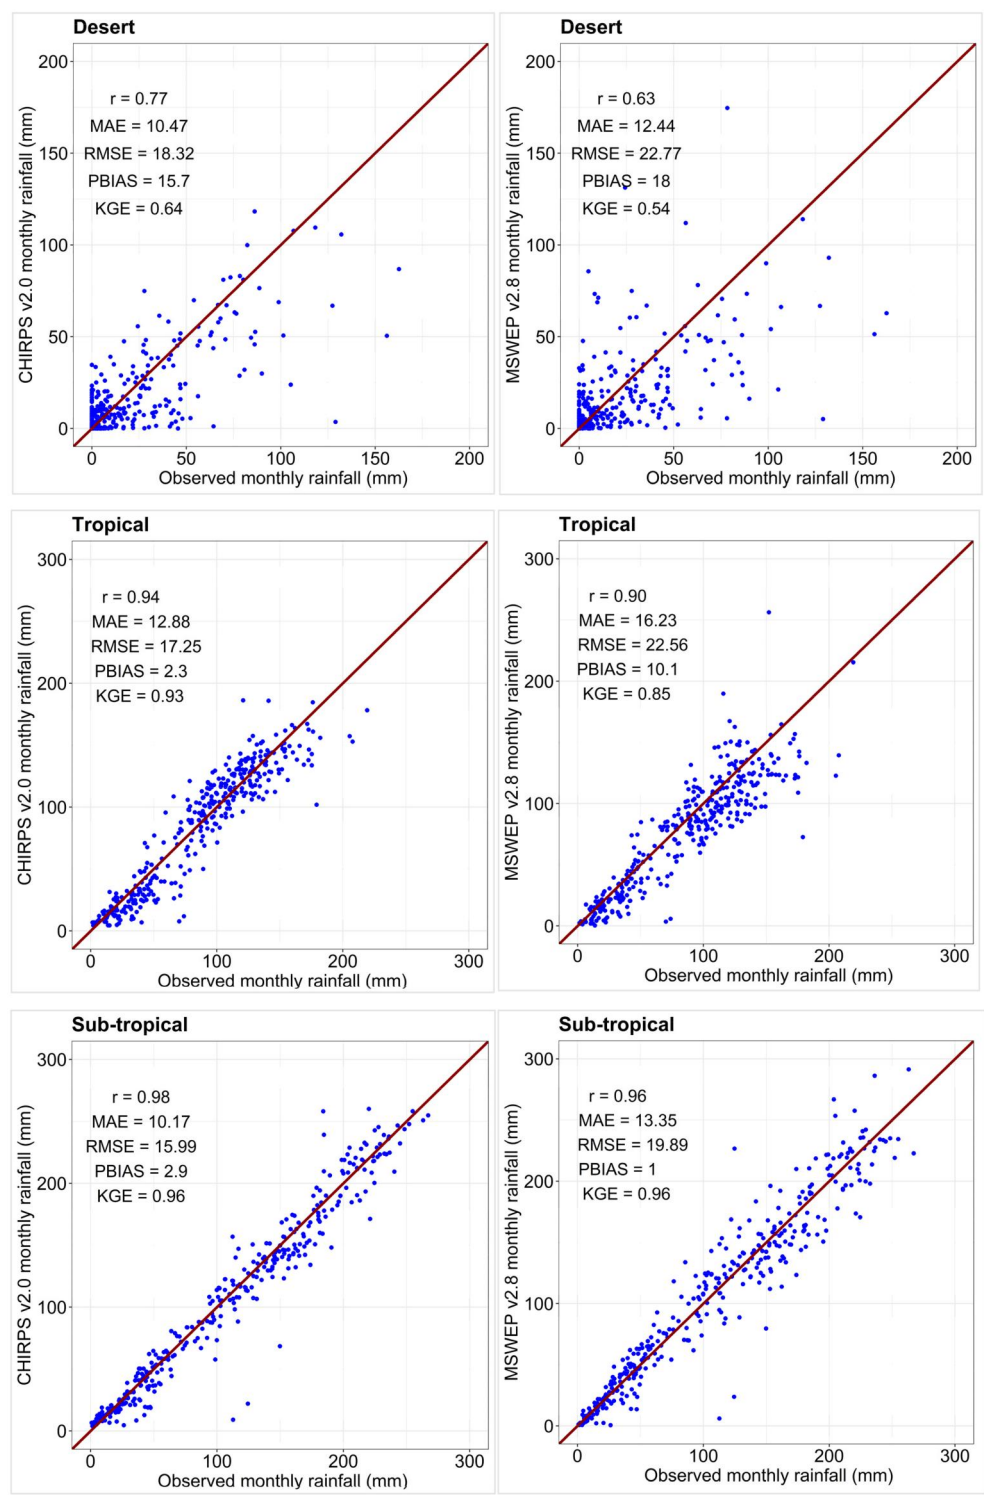 Desert
200
150
100
50
0
r = 0.77
MAE = 10.47
RMSE = 18.32
PBIAS = 15.7
KGE = 0.64
CHIRPS v2.0 monthly rainfall (mm)
0 50 100 150 200
Observed monthly rainfall (mm)
Desert
200
150
100
50
0
r = 0.63
MAE = 12.44
RMSE = 22.77
PBIAS = 18
KGE = 0.54
MSWEP v2.8 monthly rainfall (mm)
0 50 100 150 200
Observed monthly rainfall (mm)
Tropical
300
200
100
0
r = 0.94
MAE = 12.88
RMSE = 17.25
PBIAS = 2.3
KGE = 0.93
CHIRPS v2.0 monthly rainfall (mm)
0 100 200 300
Observed monthly rainfall (mm)
Tropical
300
200
100
0
r = 0.90
MAE = 16.23
RMSE = 22.56
PBIAS = 10.1
KGE = 0.85
MSWEP v2.8 monthly rainfall (mm)
0 100 200 300
Observed monthly rainfall (mm)
Sub-tropical
300
200
100
0
r = 0.98
MAE = 10.17
RMSE = 15.99
PBIAS = 2.9
KGE = 0.96
CHIRPS v2.0 monthly rainfall (mm)
0 100 200 300
Observed monthly rainfall (mm)
Sub-tropical
300
200
100
0
r = 0.96
MAE = 13.35
RMSE = 19.89
PBIAS = 1
KGE = 0.96
MSWEP v2.8 monthly rainfall (mm)
0 100 200 300
Observed monthly rainfall (mm)